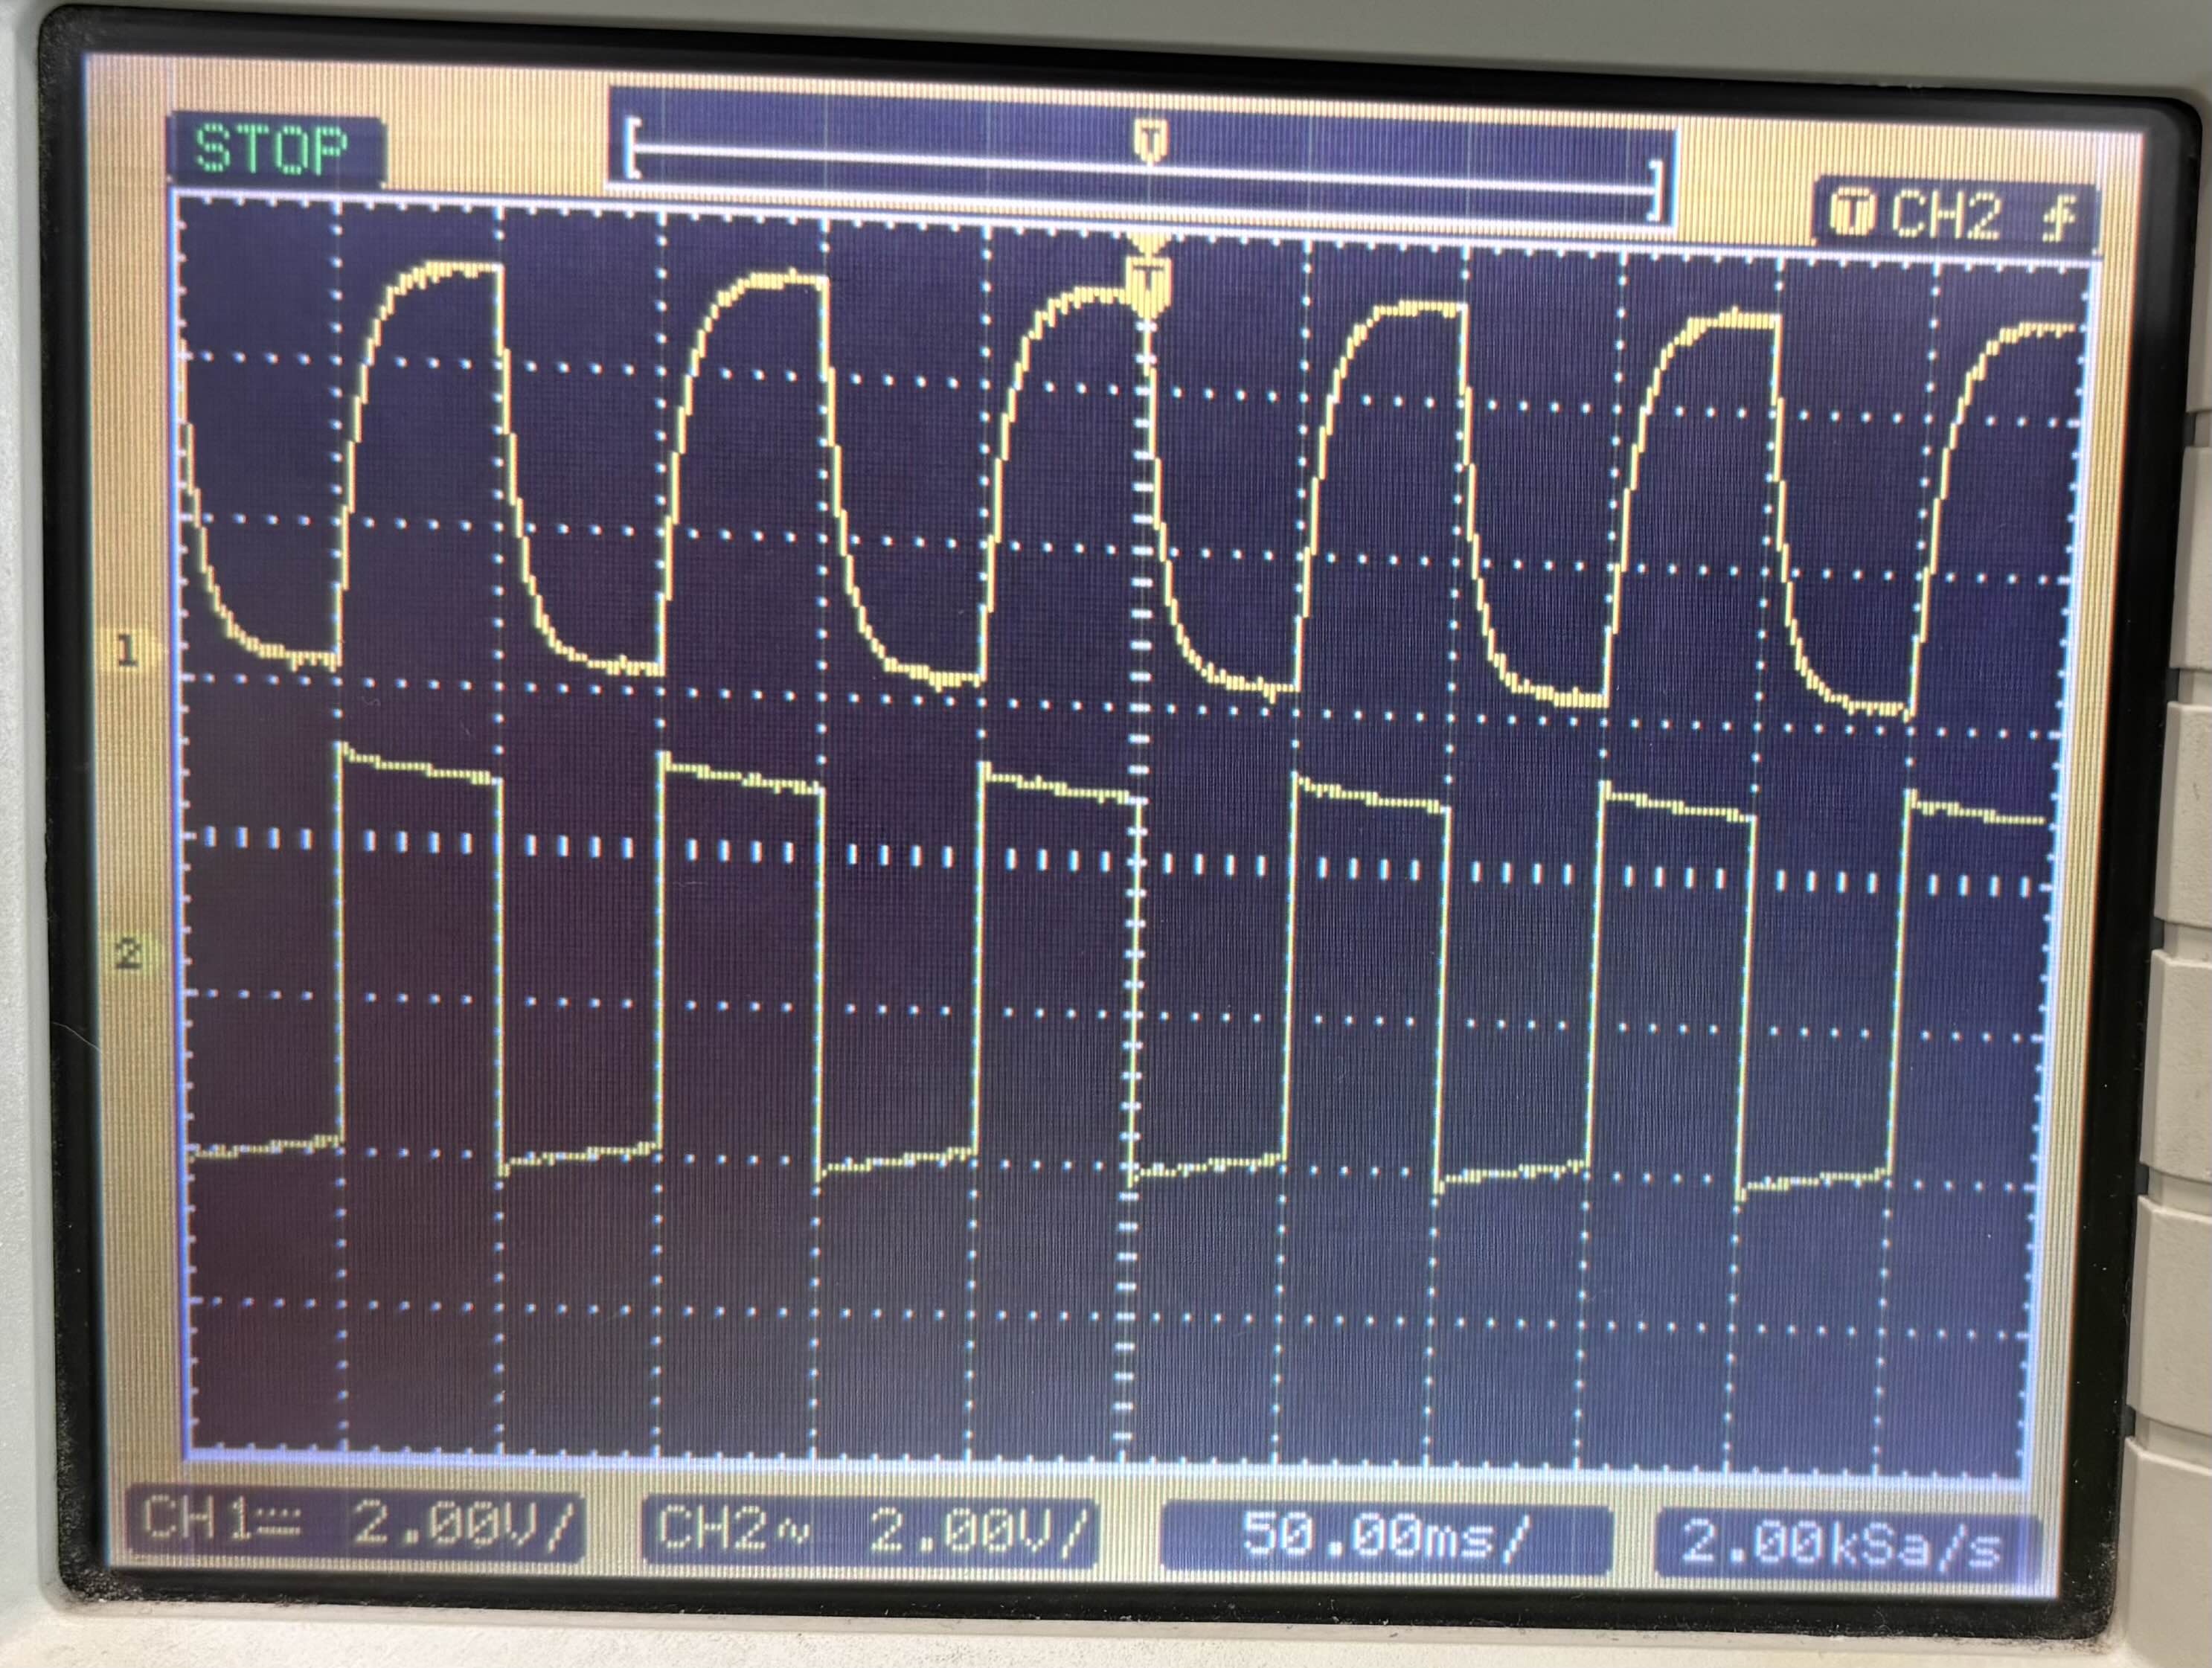 STOP
T
T CH2
T
1
2
CH1 2.00V/ CH2∿ 2.00V/ 50.00ms/ 2.00kSa/s